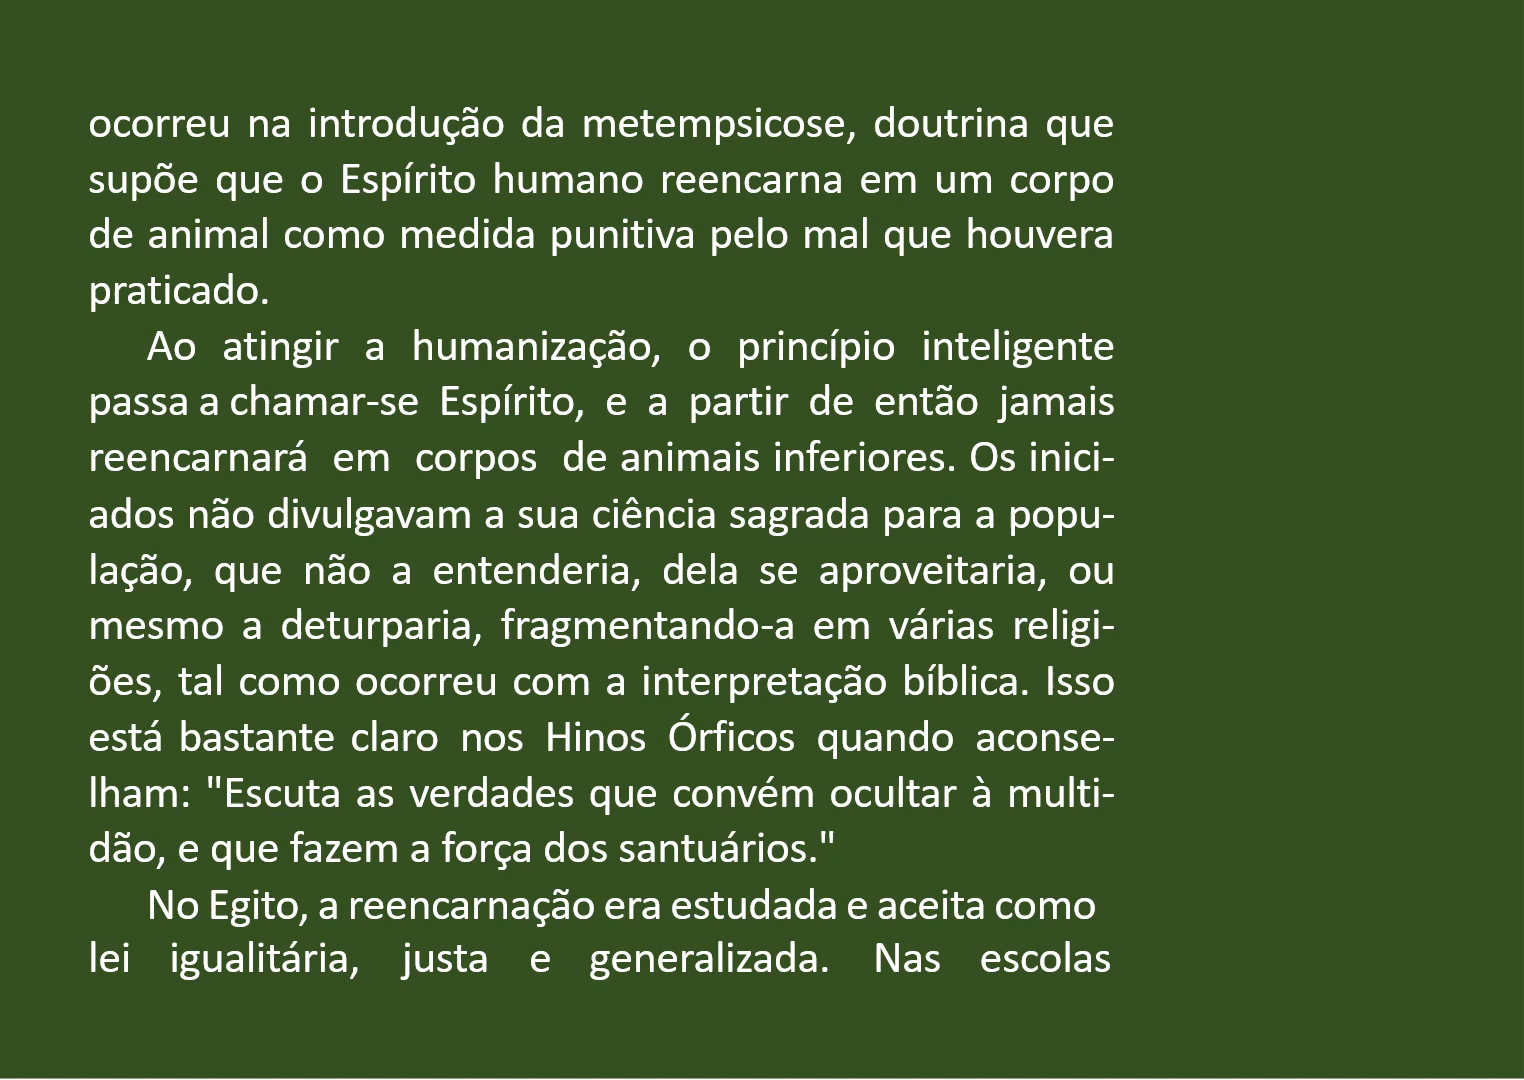 ocorreu na introdução da metempsicose, doutrina que
supõe que o Espírito humano reencarna em um corpo
de animal como medida punitiva pelo mal que houvera
praticado.
Ao atingir a humanização, o princípio inteligente
passa a chamar-se Espírito, e a partir de então jamais
reencarnará em corpos de animais inferiores. Os inici-
ados não divulgavam a sua ciência sagrada para a popu-
lação, que não a entenderia, dela se aproveitaria, ou
mesmo a deturparia, fragmentando-a em várias religi-
ões, tal como ocorreu com a interpretação bíblica. Isso
está bastante claro nos Hinos Órficos quando aconse-
lham: "Escuta as verdades que convém ocultar à multi-
dão, e que fazem a força dos santuários."
No Egito, a reencarnação era estudada e aceita como
lei igualitária, justa e generalizada. Nas escolas